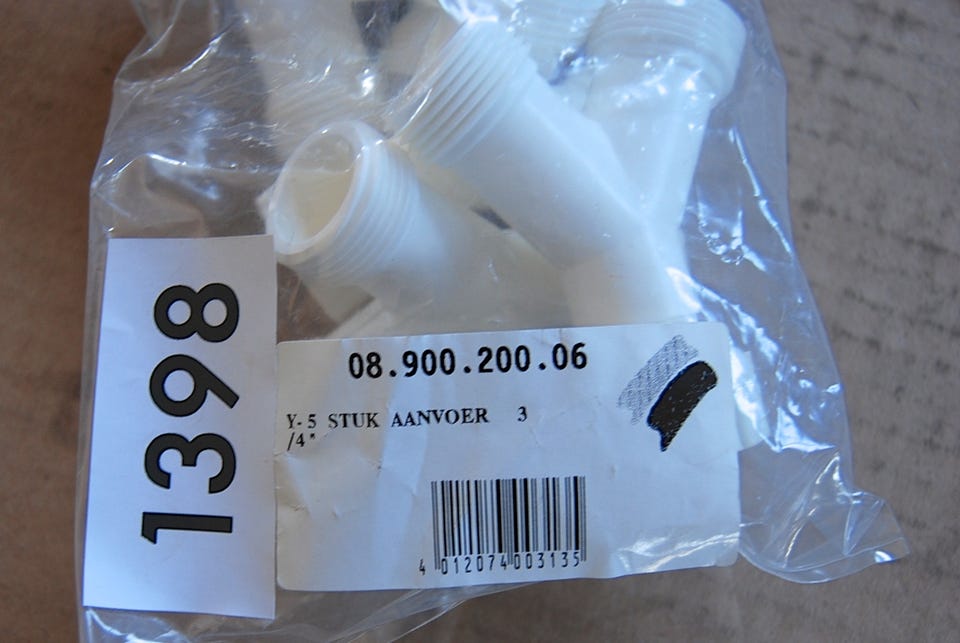 1398
08.900.200.06
Y-5 STUK AANVOER 3
/4"
4 012074 003135